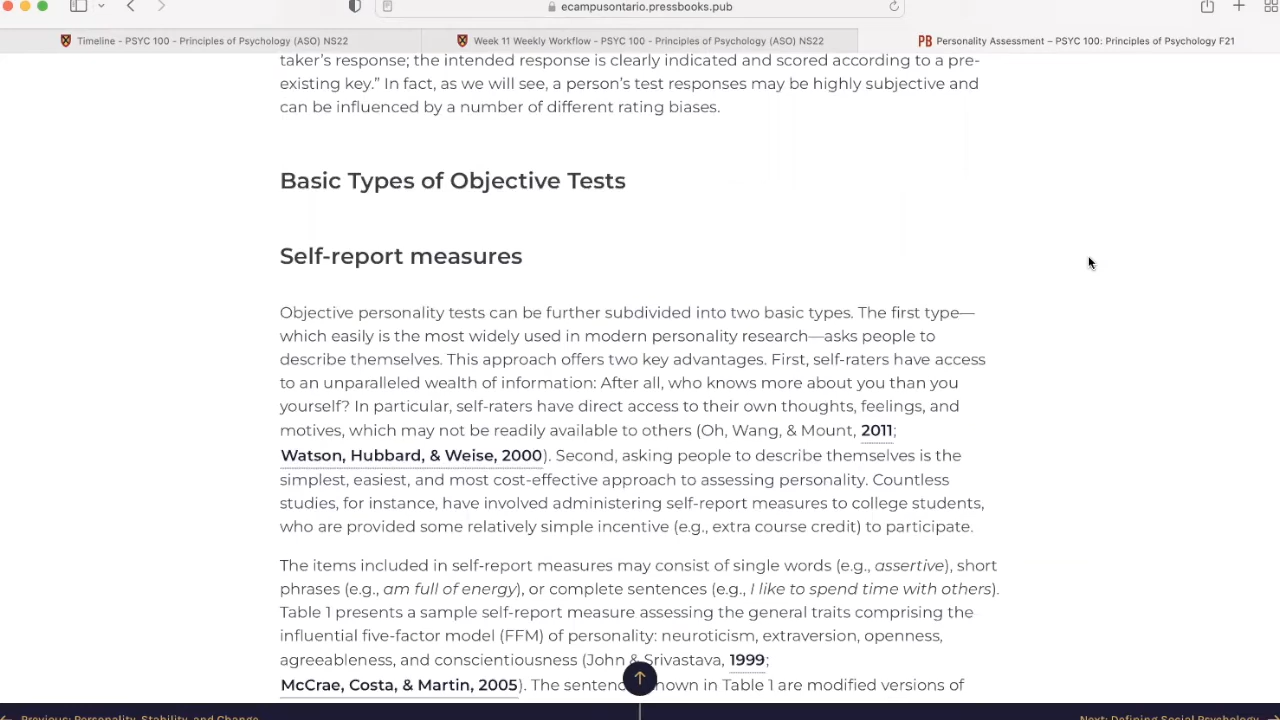 ecampusontario.pressbooks.pub
Timeline - PSYC 100 - Principles of Psychology (ASO) NS22
Week 11 Weekly Workflow - PSYC 100 - Principles of Psychology (ASO) NS22
PB Personality Assessment – PSYC 100: Principles of Psychology F21
taker’s response; the intended response is clearly indicated and scored according to a pre-
existing key.” In fact, as we will see, a person’s test responses may be highly subjective and
can be influenced by a number of different rating biases.
Basic Types of Objective Tests
Self-report measures
Objective personality tests can be further subdivided into two basic types. The first type—
which easily is the most widely used in modern personality research—asks people to
describe themselves. This approach offers two key advantages. First, self-raters have access
to an unparalleled wealth of information: After all, who knows more about you than you
yourself? In particular, self-raters have direct access to their own thoughts, feelings, and
motives, which may not be readily available to others (Oh, Wang, & Mount, 2011;
Watson, Hubbard, & Weise, 2000). Second, asking people to describe themselves is the
simplest, easiest, and most cost-effective approach to assessing personality. Countless
studies, for instance, have involved administering self-report measures to college students,
who are provided some relatively simple incentive (e.g., extra course credit) to participate.
The items included in self-report measures may consist of single words (e.g., assertive), short
phrases (e.g., am full of energy), or complete sentences (e.g., I like to spend time with others).
Table 1 presents a sample self-report measure assessing the general traits comprising the
influential five-factor model (FFM) of personality: neuroticism, extraversion, openness,
agreeableness, and conscientiousness (John & Srivastava, 1999;
McCrae, Costa, & Martin, 2005). The sentenc hown in Table 1 are modified versions of
Previous: Personality, Stability, and Change
Next: Defining Social Psychology